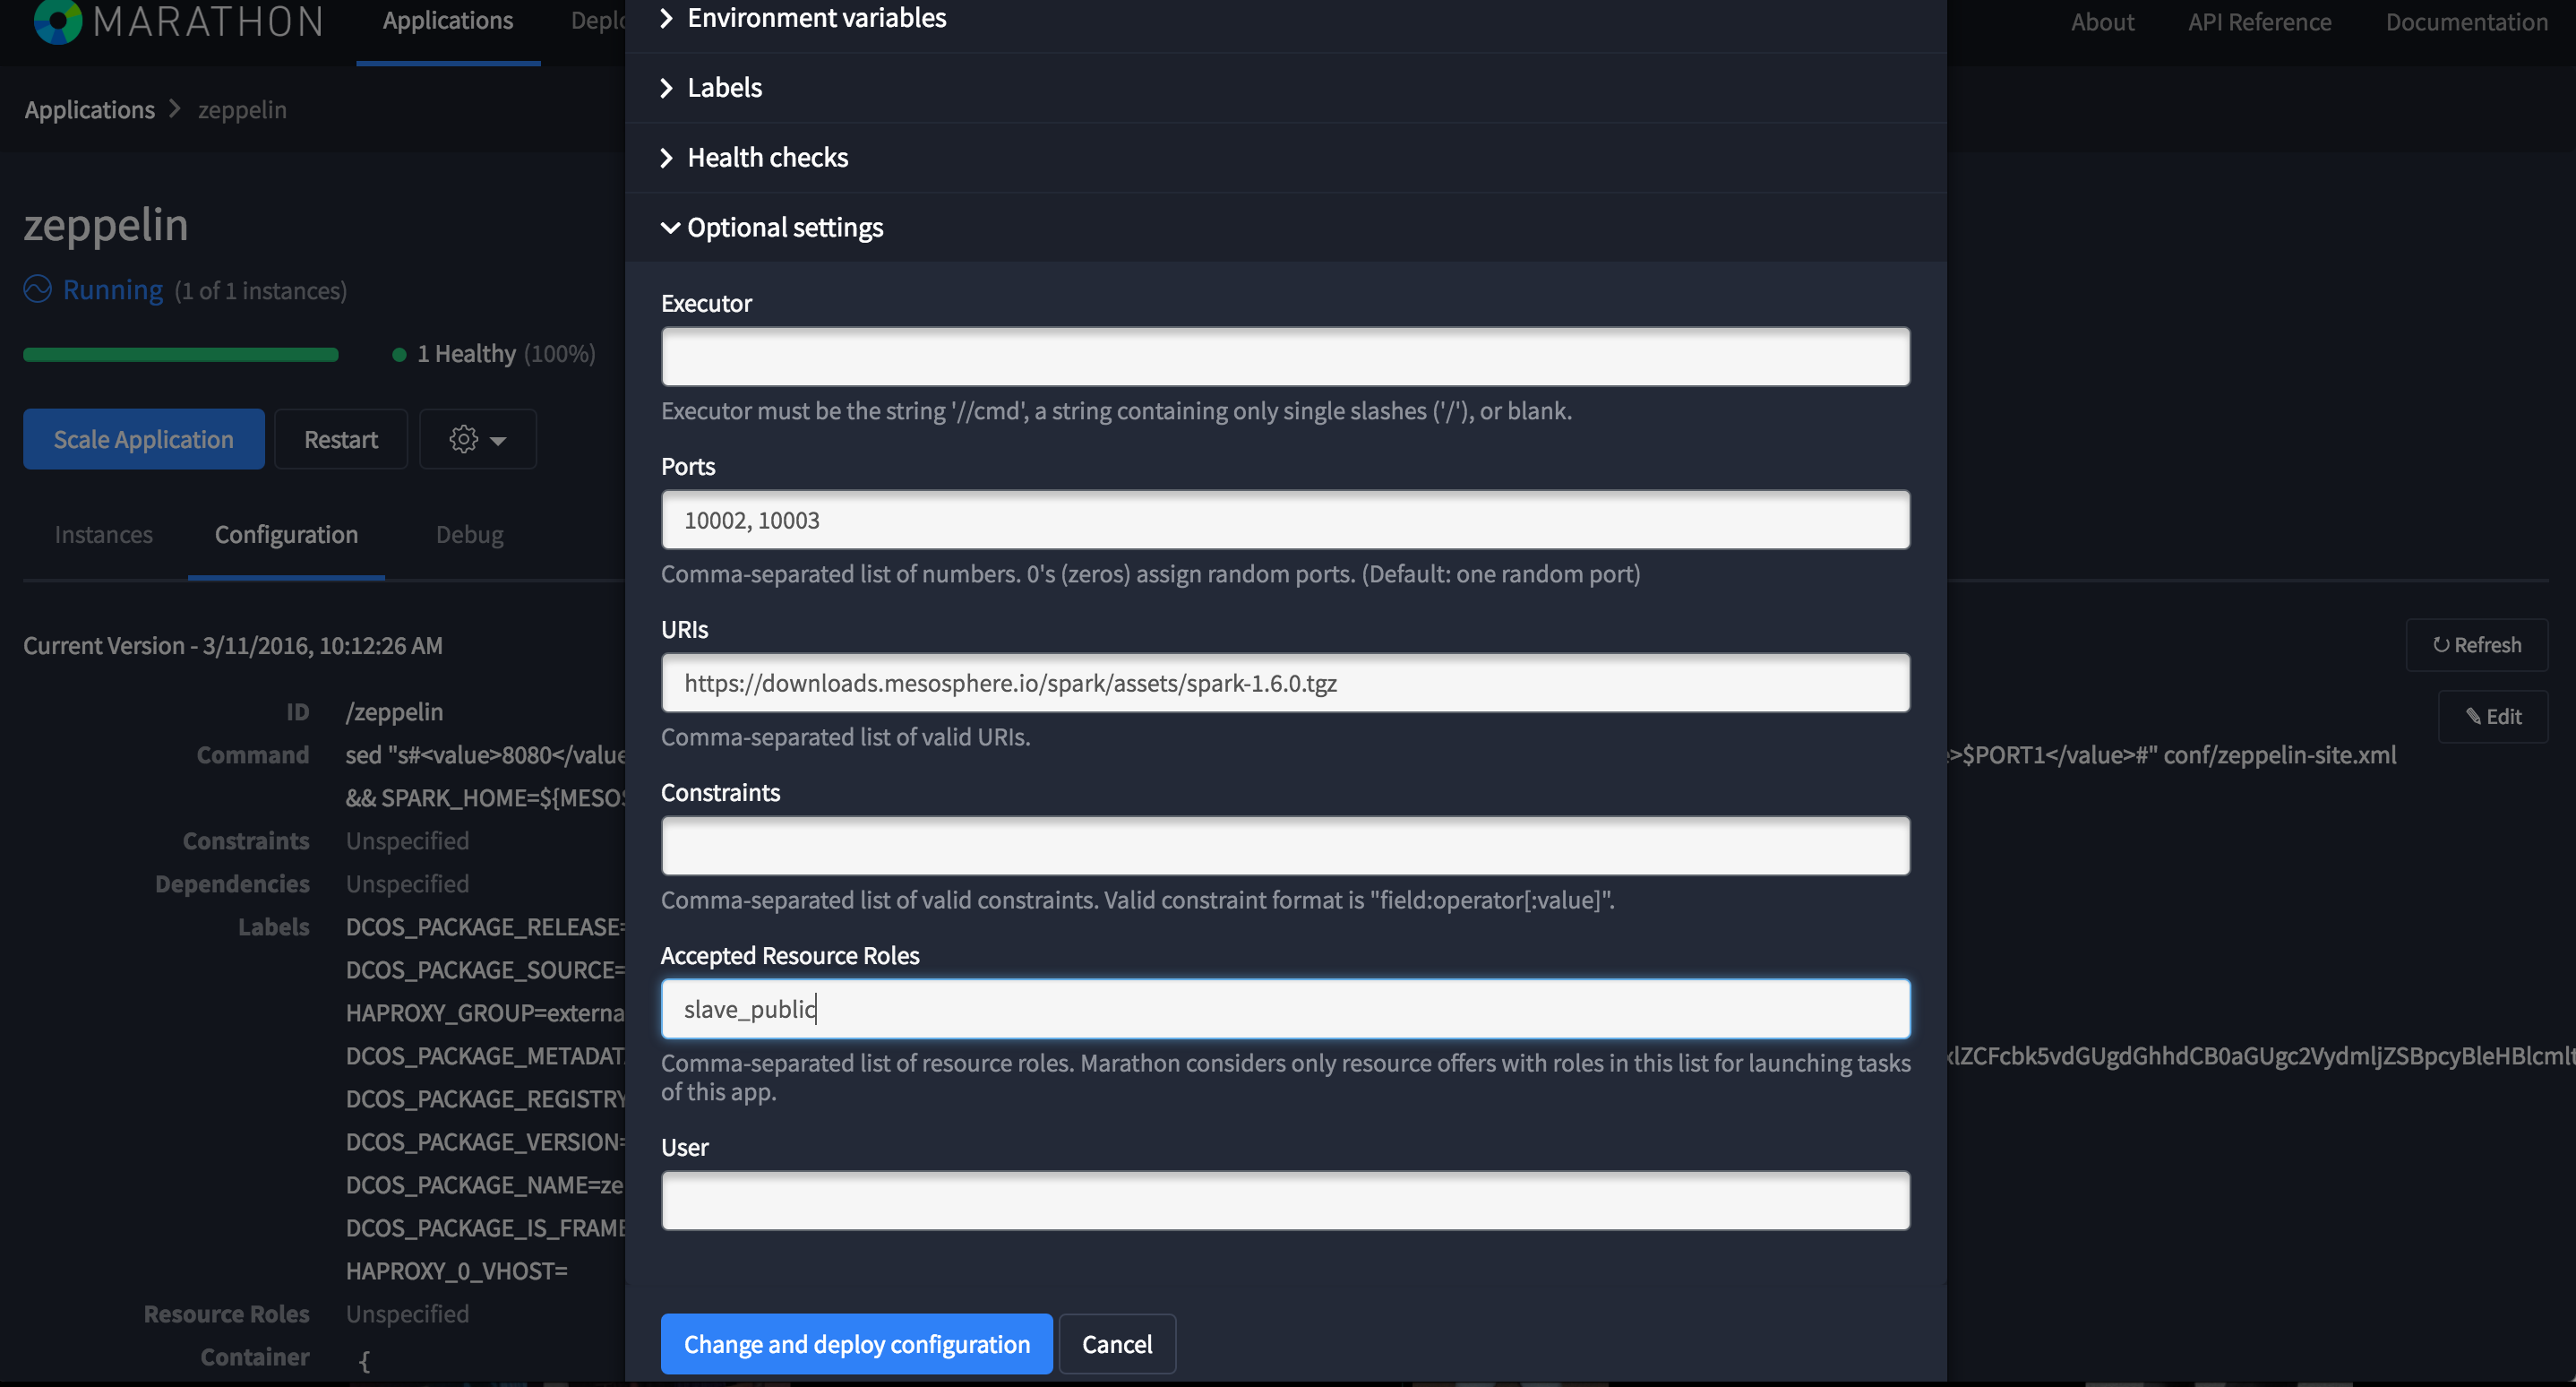 MARATHON
Applications
Deplo
About
API Reference
Documentation
Applications > zeppelin
zeppelin
Running (1 of 1 instances)
1 Healthy (100%)
Scale Application
Restart
Instances
Configuration
Debug
Current Version - 3/11/2016, 10:12:26 AM
Refresh
Edit
ID /zeppelin
Command sed "s#<value>8080</value
>$PORT1</value>#" conf/zeppelin-site.xml
&& SPARK_HOME=${MESOS
Constraints Unspecified
Dependencies Unspecified
Labels DCOS_PACKAGE_RELEASE=
DCOS_PACKAGE_SOURCE=
HAPROXY_GROUP=externa
DCOS_PACKAGE_METADAT
xlZCFcbk5vdGUgdGhhdCB0aGUgc2VydmljZSBpcyBleHBlcmlt
DCOS_PACKAGE_REGISTRY
DCOS_PACKAGE_VERSION=
DCOS_PACKAGE_NAME=ze
DCOS_PACKAGE_IS_FRAME
HAPROXY_0_VHOST=
Resource Roles Unspecified
Container {
Environment variables
Labels
Health checks
Optional settings
Executor
Executor must be the string '//cmd', a string containing only single slashes ('/'), or blank.
Ports
10002, 10003
Comma-separated list of numbers. 0's (zeros) assign random ports. (Default: one random port)
URIs
https://downloads.mesosphere.io/spark/assets/spark-1.6.0.tgz
Comma-separated list of valid URIs.
Constraints
Comma-separated list of valid constraints. Valid constraint format is "field:operator[:value]".
Accepted Resource Roles
slave_public
Comma-separated list of resource roles. Marathon considers only resource offers with roles in this list for launching tasks
of this app.
User
Change and deploy configuration
Cancel